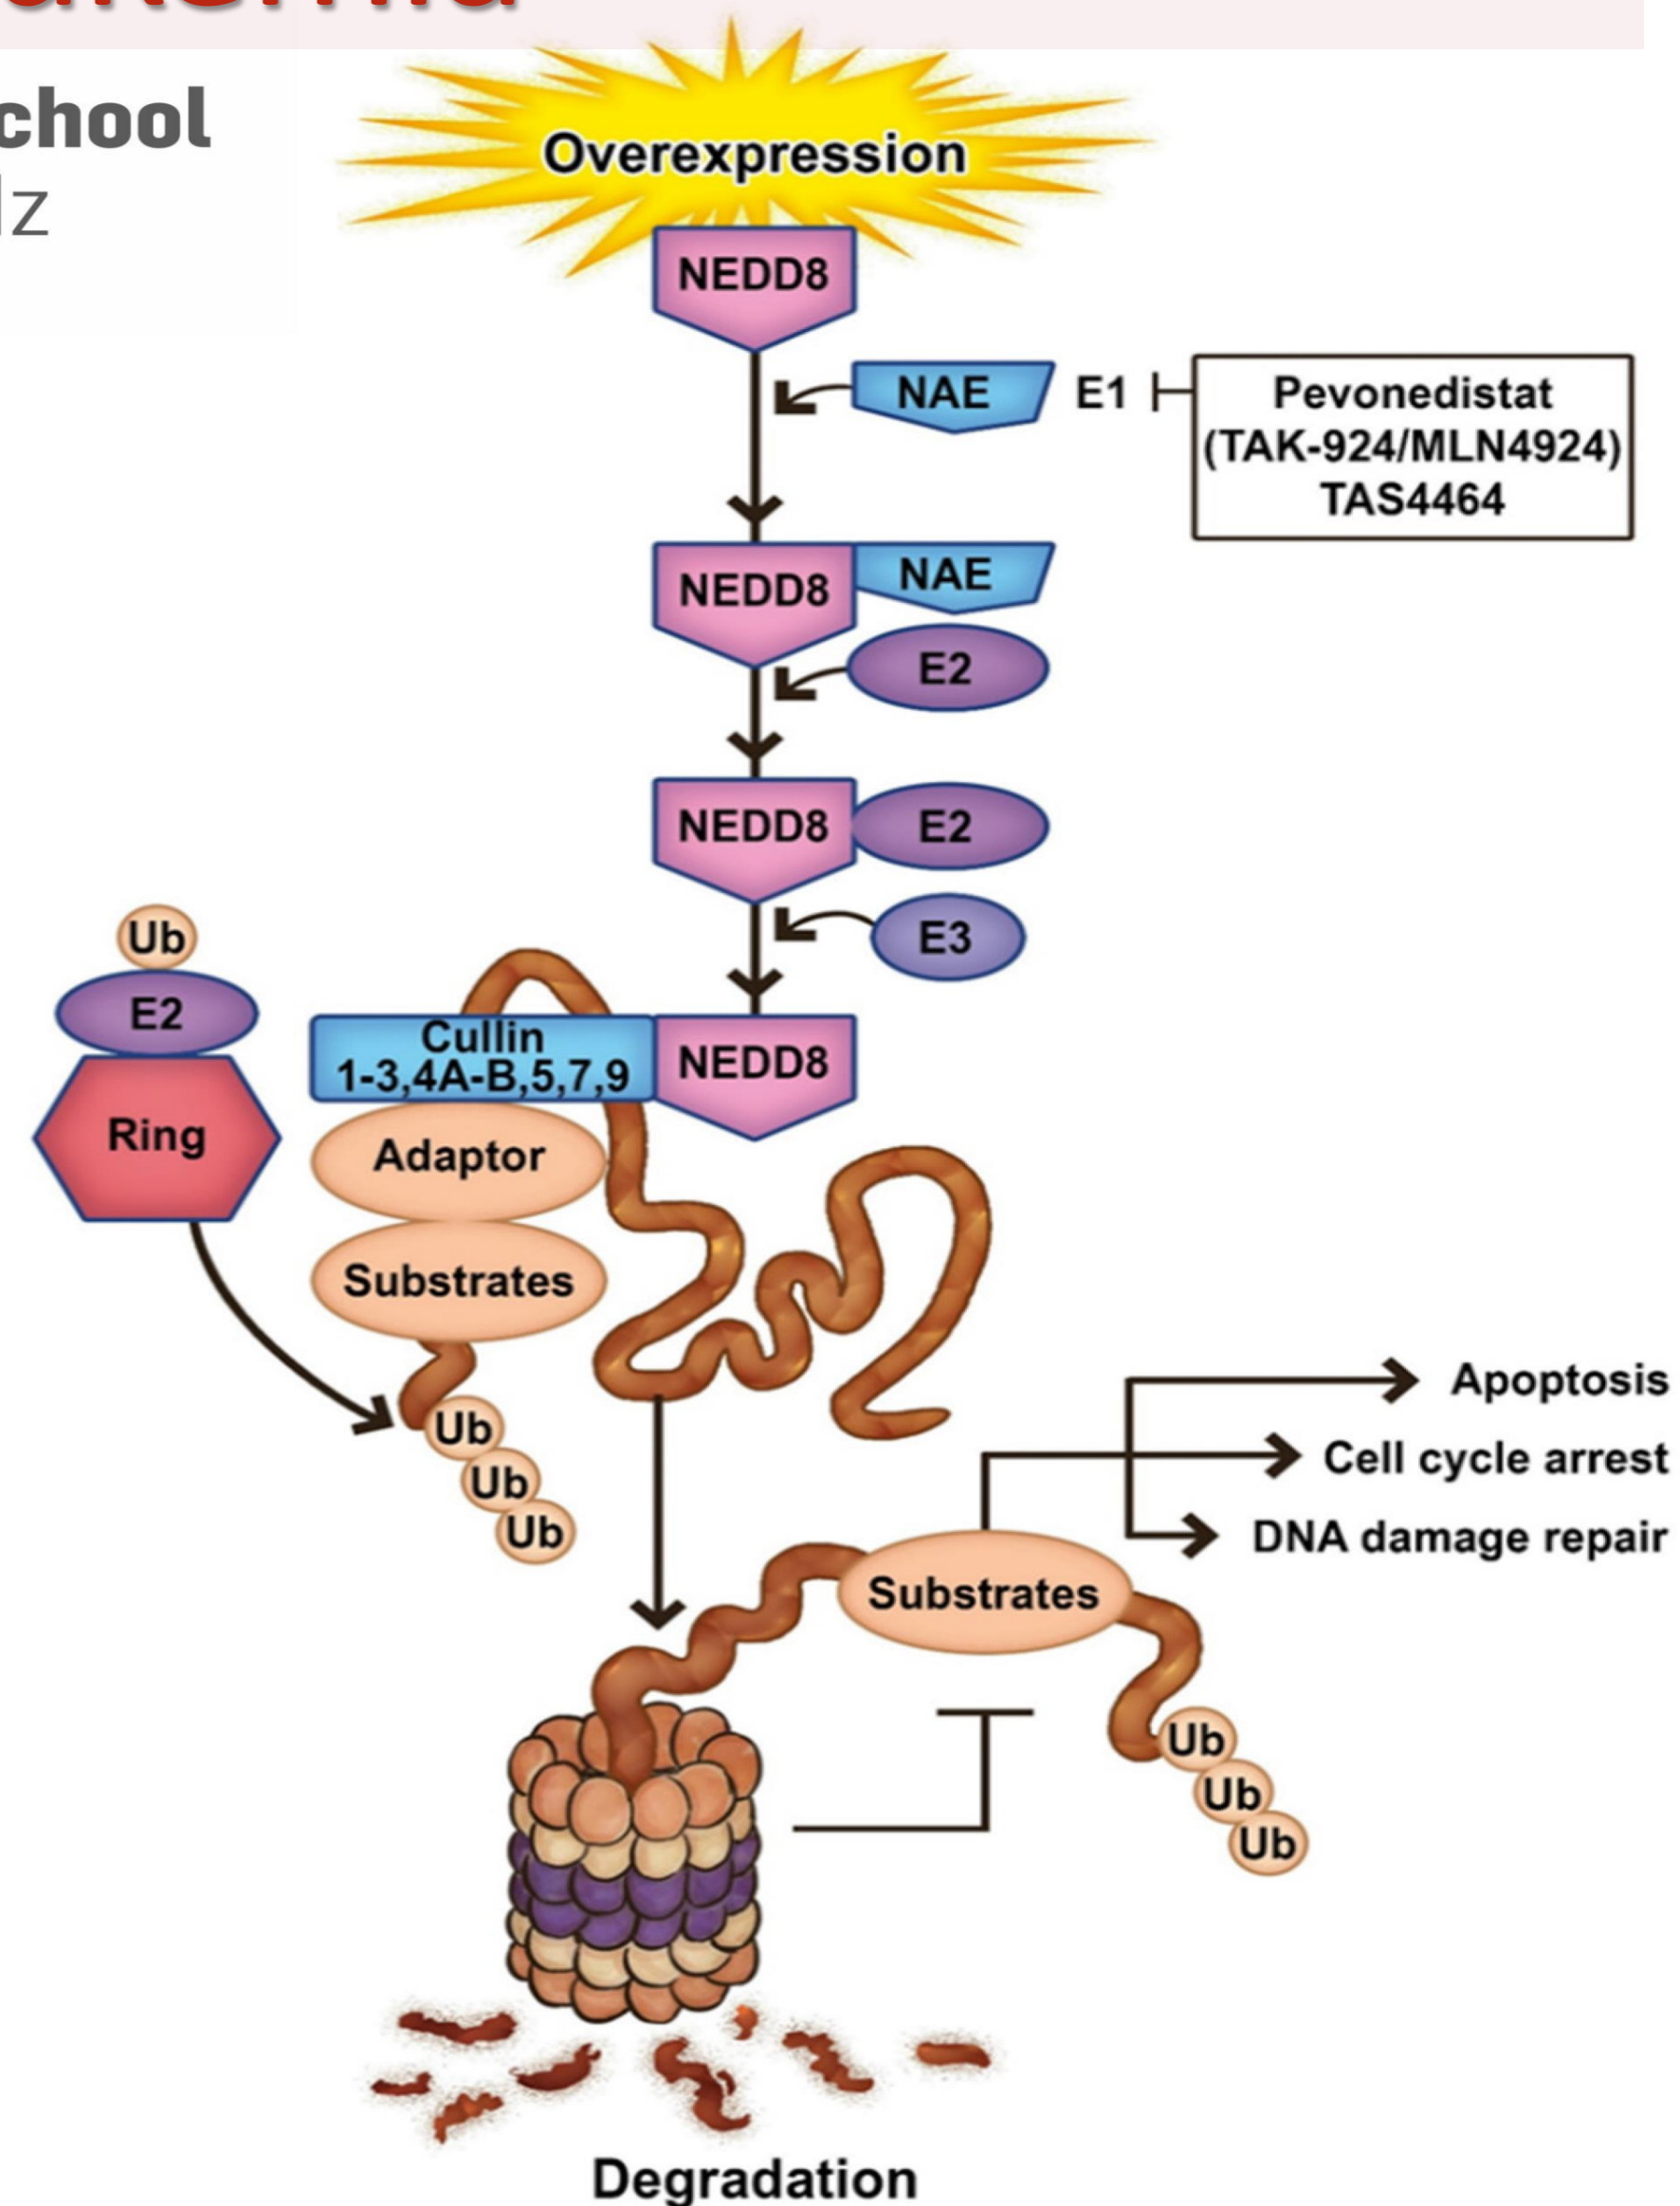 chool
Overexpression
NEDD8
NAE
E1
Pevonedistat
(TAK-924/MLN4924)
TAS4464
NEDD8
NAE
E2
NEDD8
E2
E3
Ub
E2
Ring
Cullin
1-3,4A-B,5,7,9
NEDD8
Adaptor
Substrates
Ub
Ub
Ub
Apoptosis
Cell cycle arrest
DNA damage repair
Substrates
Ub
Ub
Ub
Degradation